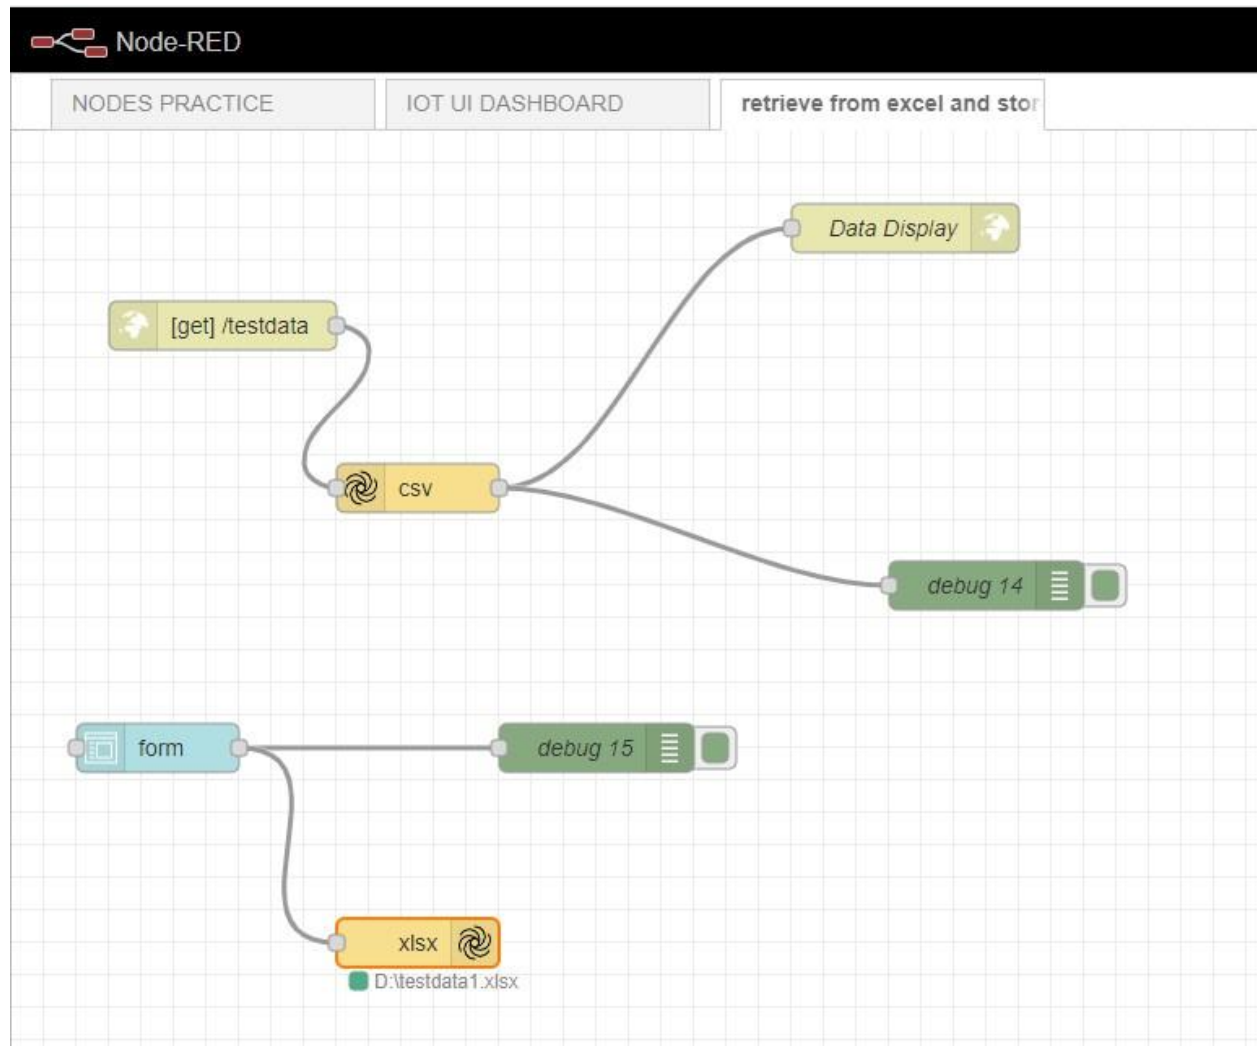 Node-RED
NODES PRACTICE
IOT UI DASHBOARD
retrieve from excel and stor
Data Display
[get] /testdata
csv
debug 14
form
debug 15
xlsx
D:\testdata1.xlsx